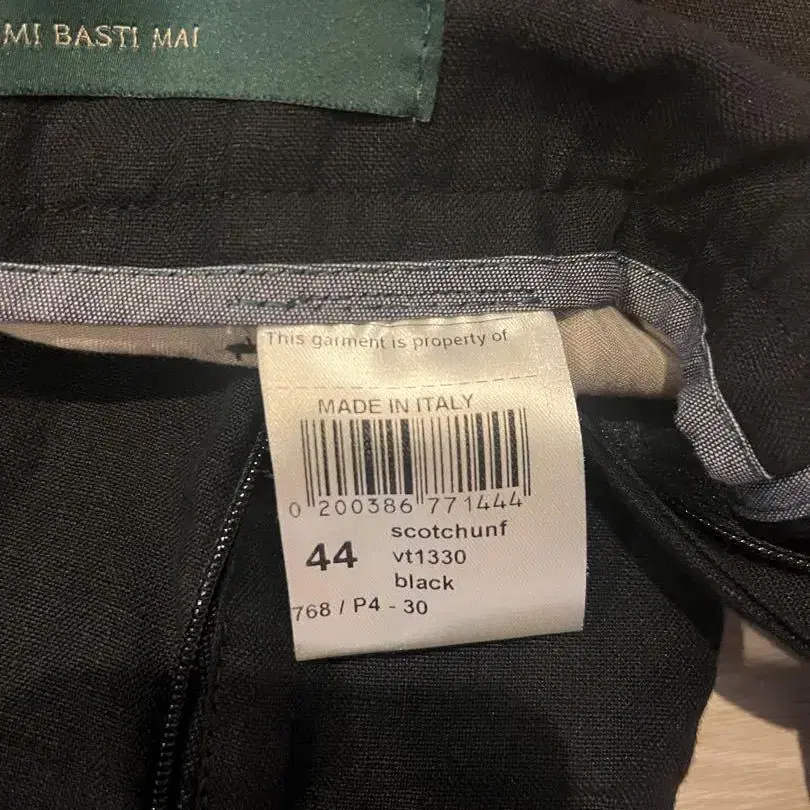 MI BASTI MAI
This garment is property of
MADE IN ITALY
0 200386 771444
44
scotchunf
vt1330
black
768 / P4 - 30